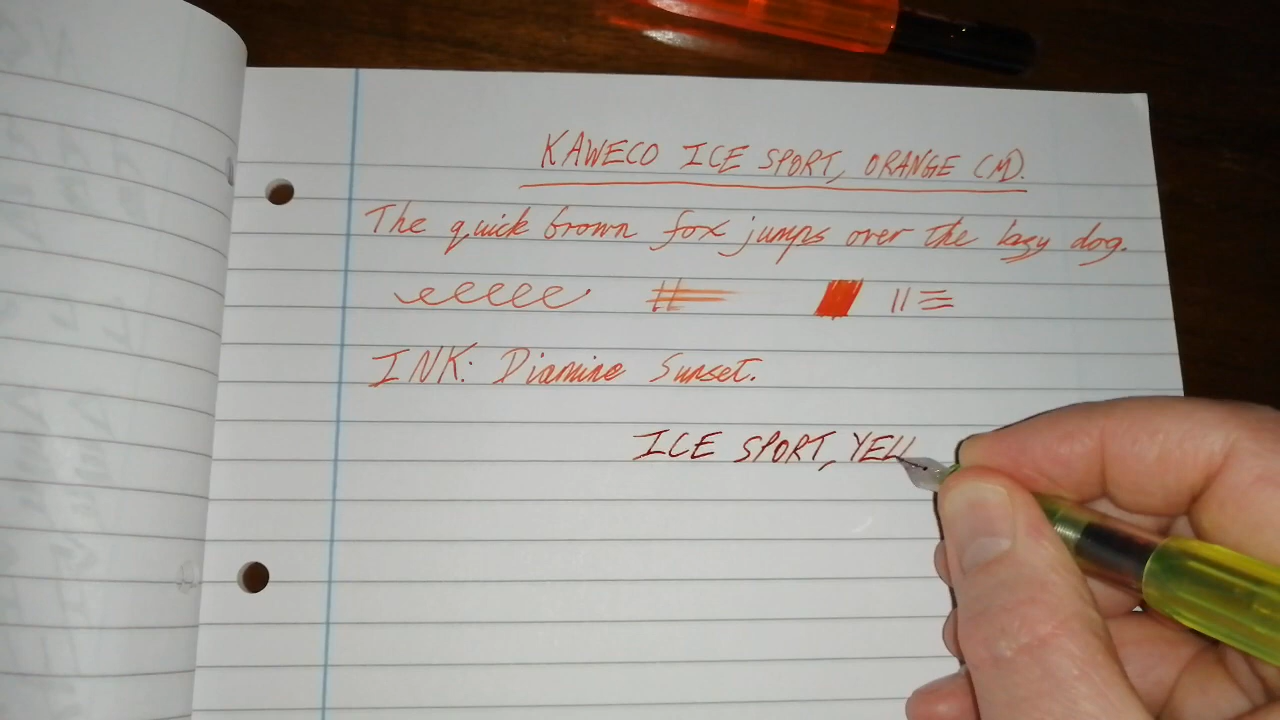 KAWECO ICE SPORT, ORANGE (M).
The quick brown fox jumps over the lazy dog.
INK: Diamine Sunset.
ICE SPORT, YELL